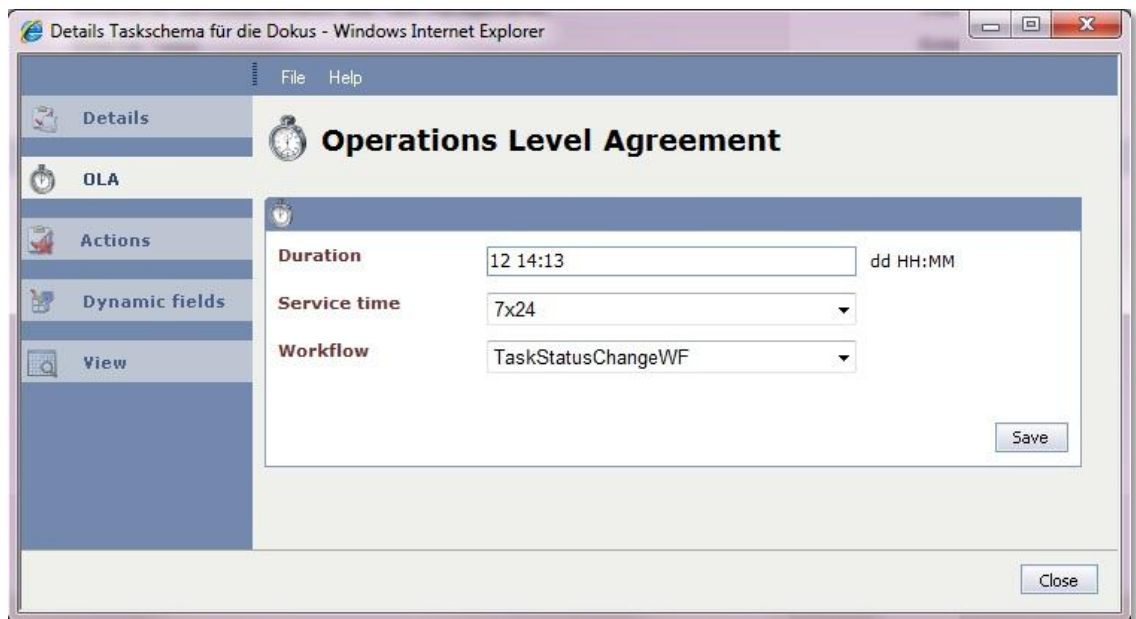 Details Taskschema für die Dokus - Windows Internet Explorer
File Help
Details
OLA
Actions
Dynamic fields
View
Operations Level Agreement
Duration 12 14:13 dd HH:MM
Service time 7x24
Workflow TaskStatusChangeWF
Save
Close